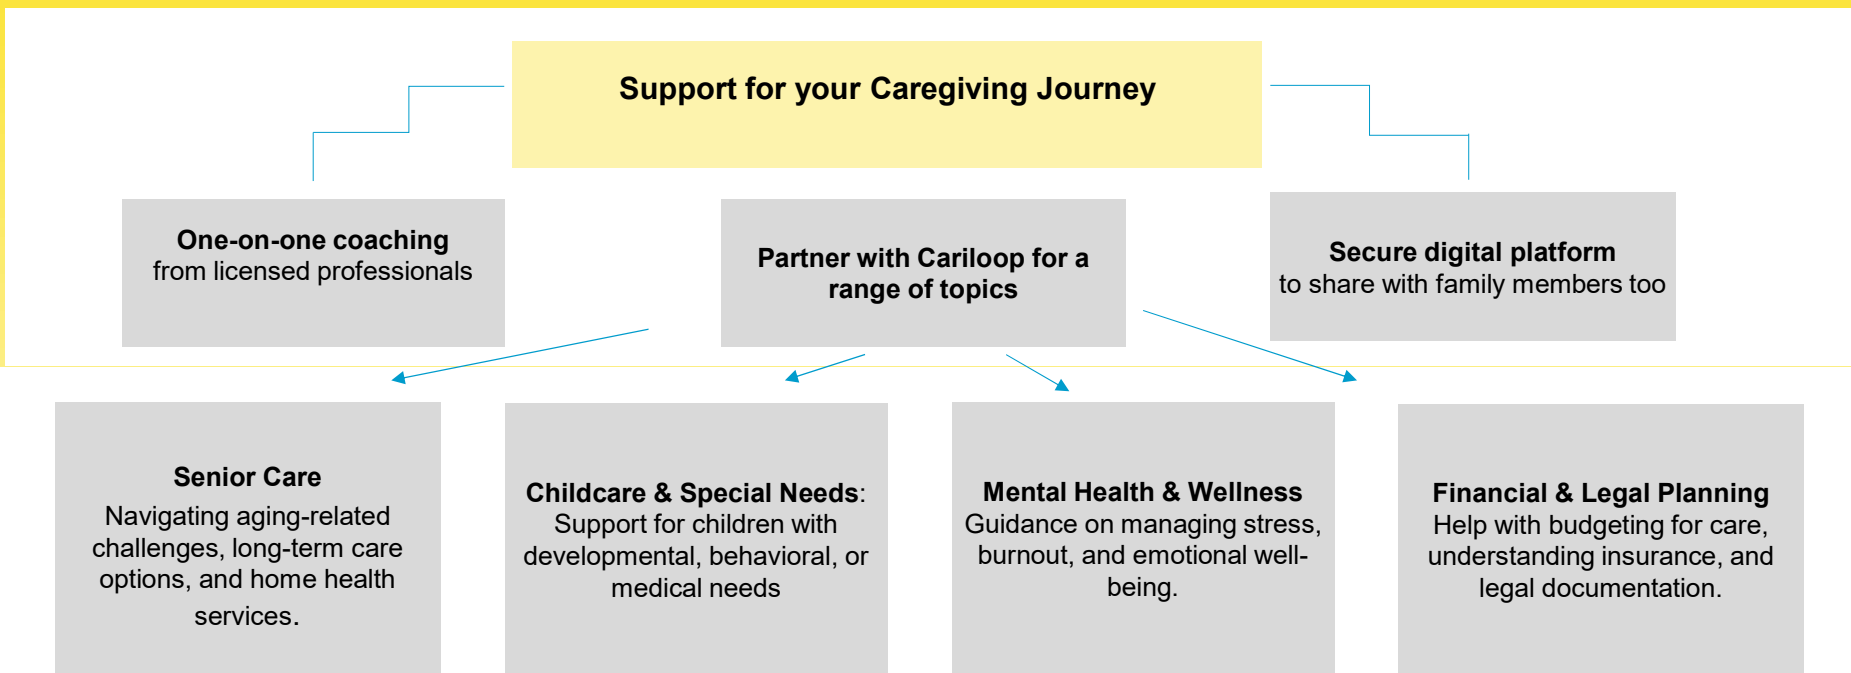 Support for your Caregiving Journey
One-on-one coaching
from licensed professionals
Partner with Cariloop for a
range of topics
Secure digital platform
to share with family members too
Senior Care
Navigating aging-related
challenges, long-term care
options, and home health
services.
Childcare & Special Needs:
Support for children with
developmental, behavioral, or
medical needs
Mental Health & Wellness
Guidance on managing stress,
burnout, and emotional well-
being.
Financial & Legal Planning
Help with budgeting for care,
understanding insurance, and
legal documentation.